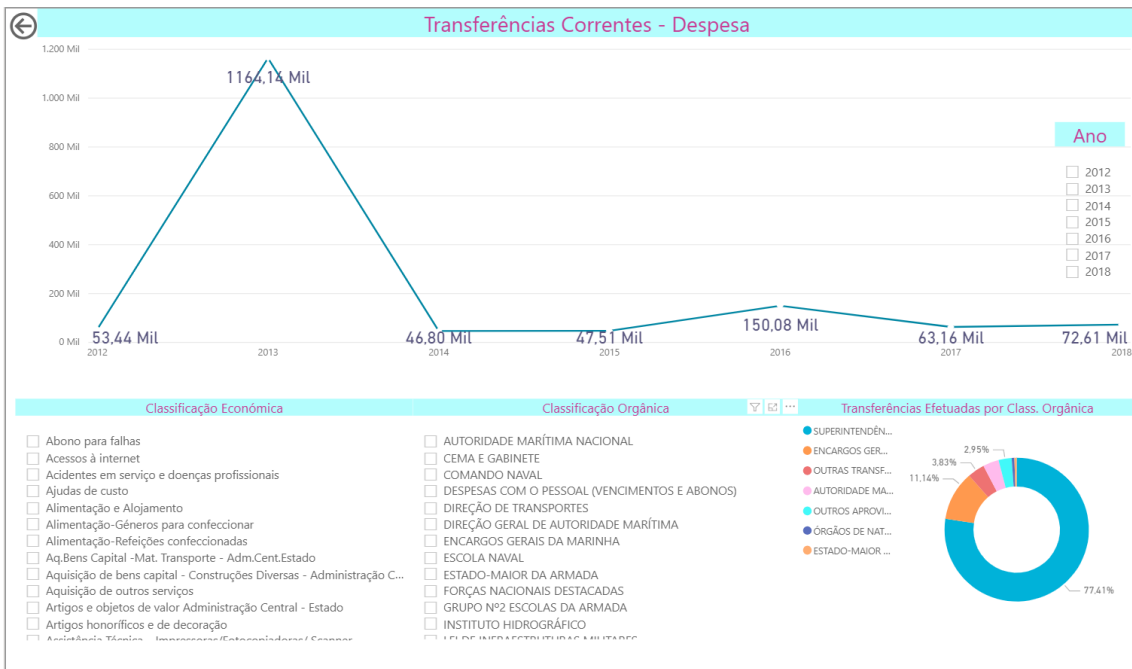 Transferências Correntes - Despesa
1.200 Mil
1.000 Mil
800 Mil
600 Mil
400 Mil
200 Mil
0 Mil
1164,14 Mil
53,44 Mil
46,80 Mil
47,51 Mil
150,08 Mil
63,16 Mil
72,61 Mil
2012
2013
2014
2015
2016
2017
2018
Ano
2012
2013
2014
2015
2016
2017
2018
Classificação Económica
Abono para falhas
Acessos à internet
Acidentes em serviço e doenças profissionais
Ajudas de custo
Alimentação e Alojamento
Alimentação-Géneros para confeccionar
Alimentação-Refeições confeccionadas
Aq.Bens Capital -Mat. Transporte - Adm.Cent.Estado
Aquisição de bens capital - Construções Diversas - Administração C...
Aquisição de outros serviços
Artigos e objetos de valor Administração Central - Estado
Artigos honoríficos e de decoração
Assistência Técnica - Impressoras/Fotocopiadoras/ Scanner
Classificação Orgânica
AUTORIDADE MARÍTIMA NACIONAL
CEMA E GABINETE
COMANDO NAVAL
DESPESAS COM O PESSOAL (VENCIMENTOS E ABONOS)
DIREÇÃO DE TRANSPORTES
DIREÇÃO GERAL DE AUTORIDADE MARÍTIMA
ENCARGOS GERAIS DA MARINHA
ESCOLA NAVAL
ESTADO-MAIOR DA ARMADA
FORÇAS NACIONAIS DESTACADAS
GRUPO Nº2 ESCOLAS DA ARMADA
INSTITUTO HIDROGRÁFICO
LEI DE INFRAESTRUTURAS MILITARES
Transferências Efetuadas por Class. Orgânica
SUPERINTENDÊN...
ENCARGOS GER...
OUTRAS TRANSF...
AUTORIDADE MA...
OUTROS APROVI...
ÓRGÃOS DE NAT...
ESTADO-MAIOR ...
2,95%
3,83%
11,14%
77,41%